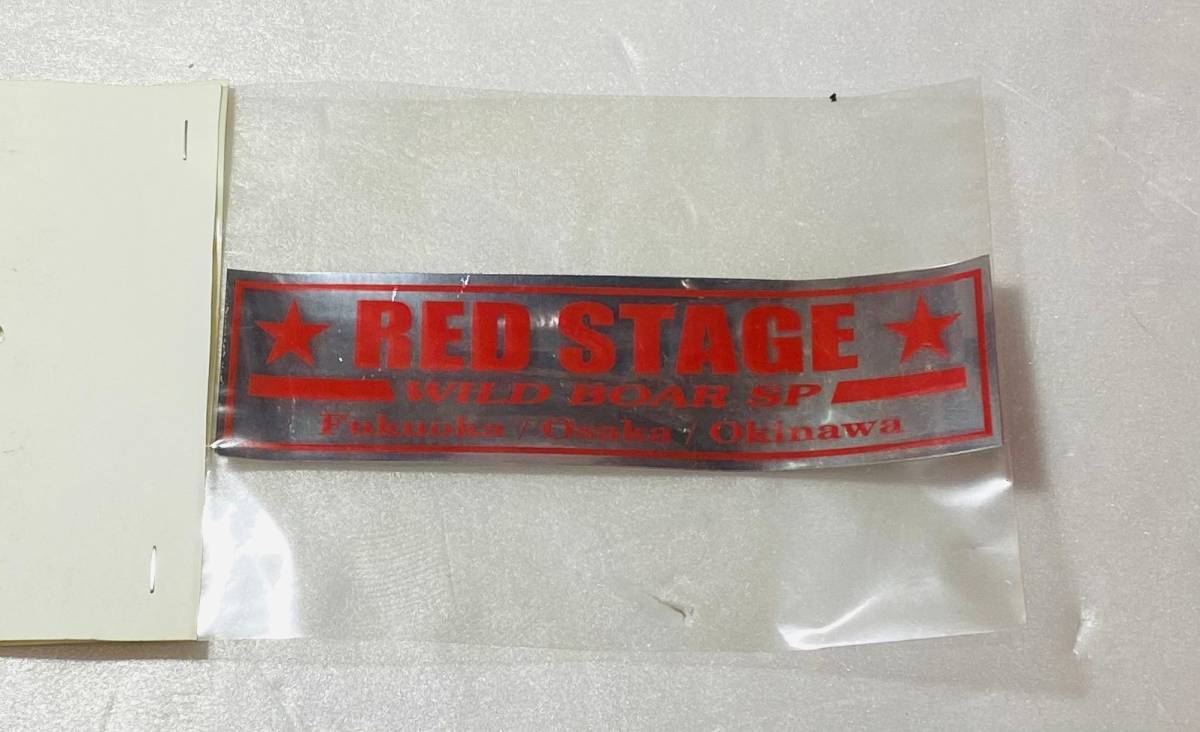 RED STAGE
WILD BOAR SP
Fukuoka / Osaka / Okinawa